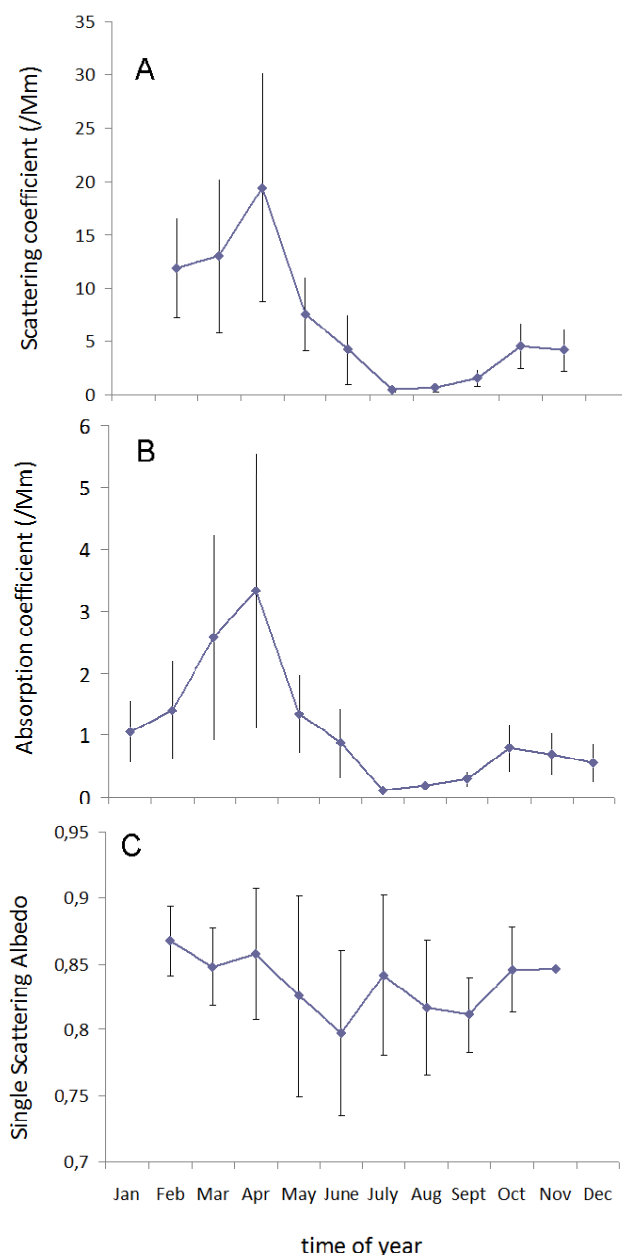 A
Scattering coefficient (/Mm)
35
30
25
20
15
10
5
0
B
Absorption coefficient (/Mm)
6
5
4
3
2
1
0
C
Single Scattering Albedo
0,95
0,9
0,85
0,8
0,75
0,7
Jan Feb Mar Apr May June July Aug Sept Oct Nov Dec
time of year